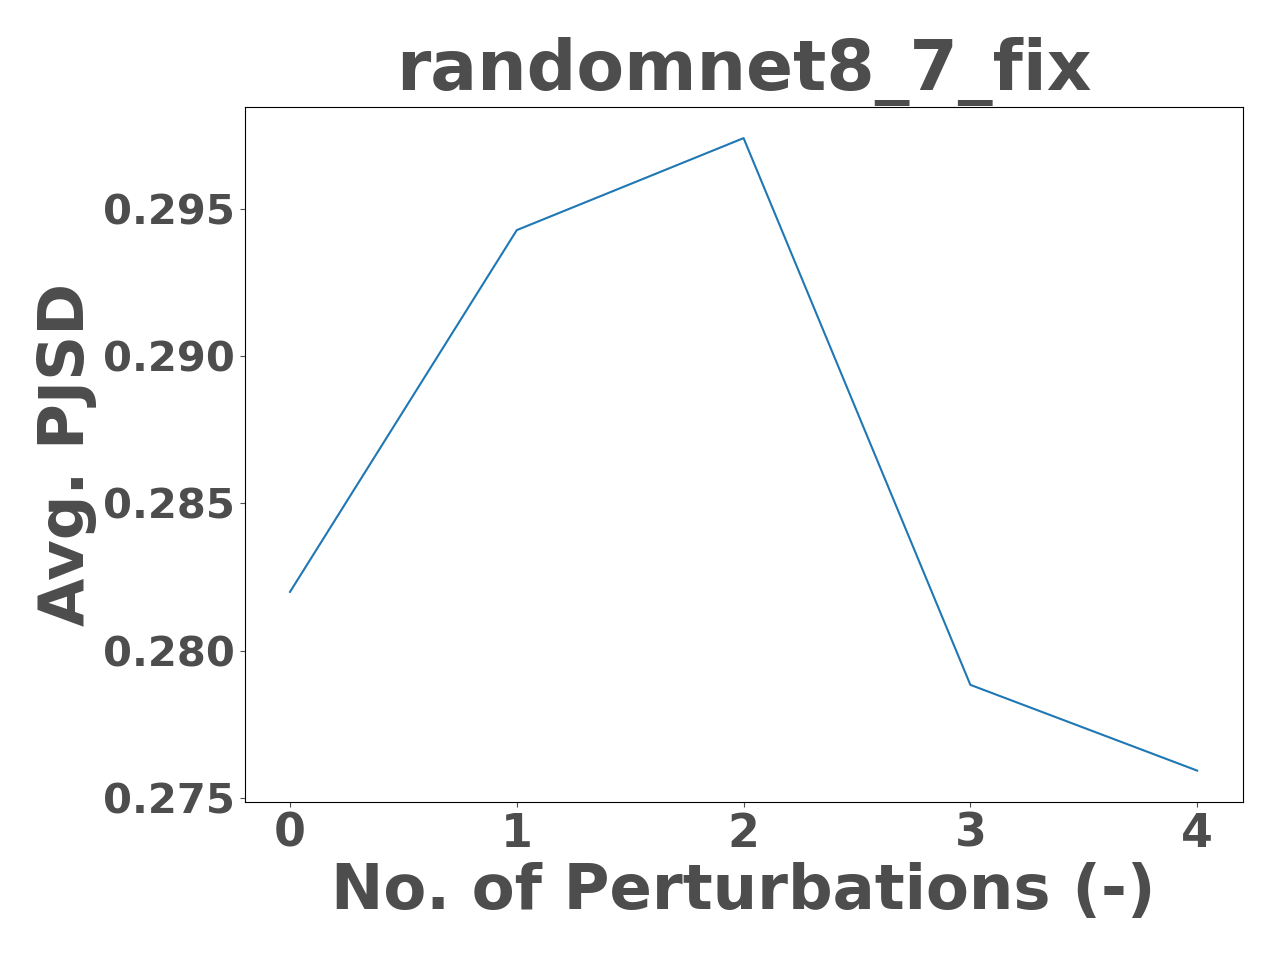 randomnet8_7_fix
Avg. PJSD
0.295
0.290
0.285
0.280
0.275
0 1 2 3 4
No. of Perturbations (-)